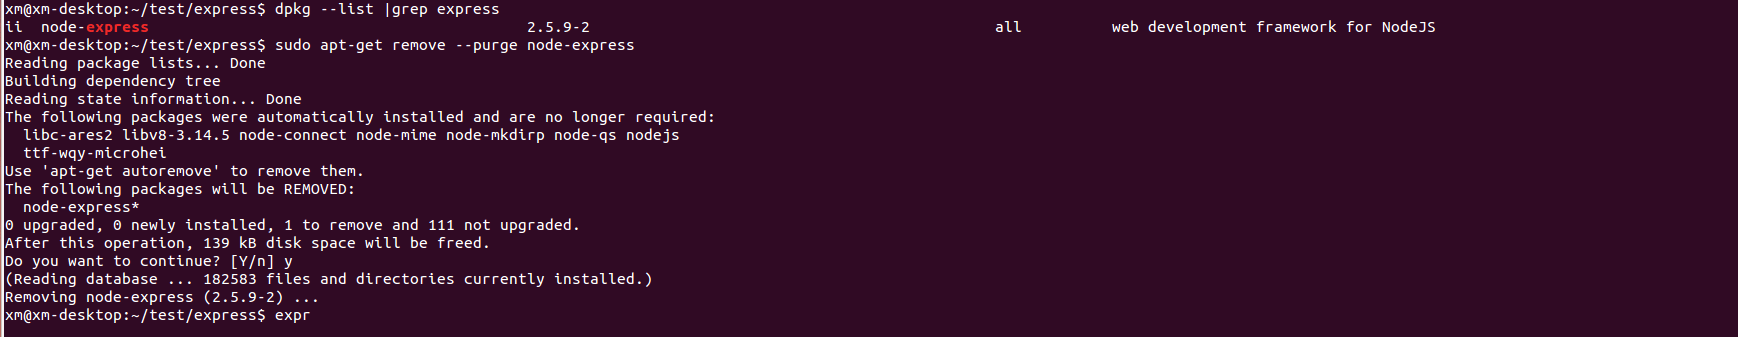 xm@xm-desktop:~/test/express$ dpkg --list |grep express
ii  node-express                                          2.5.9-2                                             all          web development framework for NodeJS
xm@xm-desktop:~/test/express$ sudo apt-get remove --purge node-express
Reading package lists... Done
Building dependency tree
Reading state information... Done
The following packages were automatically installed and are no longer required:
  libc-ares2 libv8-3.14.5 node-connect node-mime node-mkdirp node-qs nodejs
  ttf-wqy-microhei
Use 'apt-get autoremove' to remove them.
The following packages will be REMOVED:
  node-express*
0 upgraded, 0 newly installed, 1 to remove and 111 not upgraded.
After this operation, 139 kB disk space will be freed.
Do you want to continue? [Y/n] y
(Reading database ... 182583 files and directories currently installed.)
Removing node-express (2.5.9-2) ...
xm@xm-desktop:~/test/express$ expr